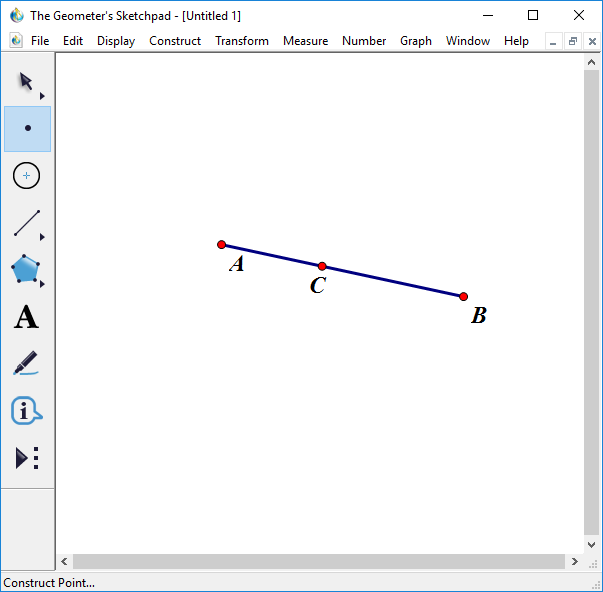 The Geometer's Sketchpad - [Untitled 1]
File Edit Display Construct Transform Measure Number Graph Window Help
A
C
B
A
i
Construct Point...